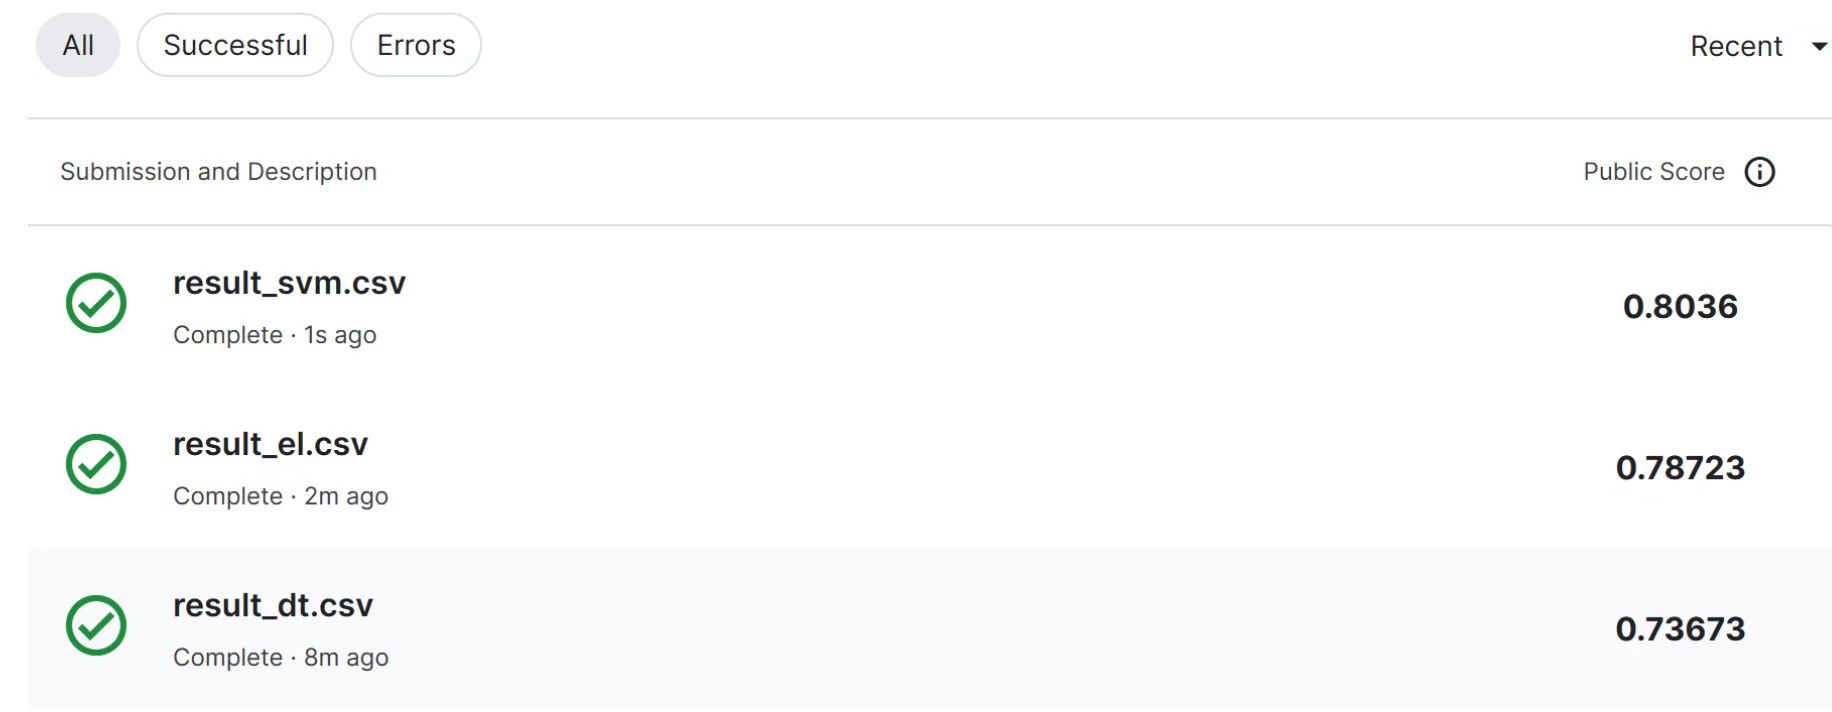 All Successful Errors Recent
Submission and Description Public Score
result_svm.csv
Complete · 1s ago
0.8036
result_el.csv
Complete · 2m ago
0.78723
result_dt.csv
Complete · 8m ago
0.73673